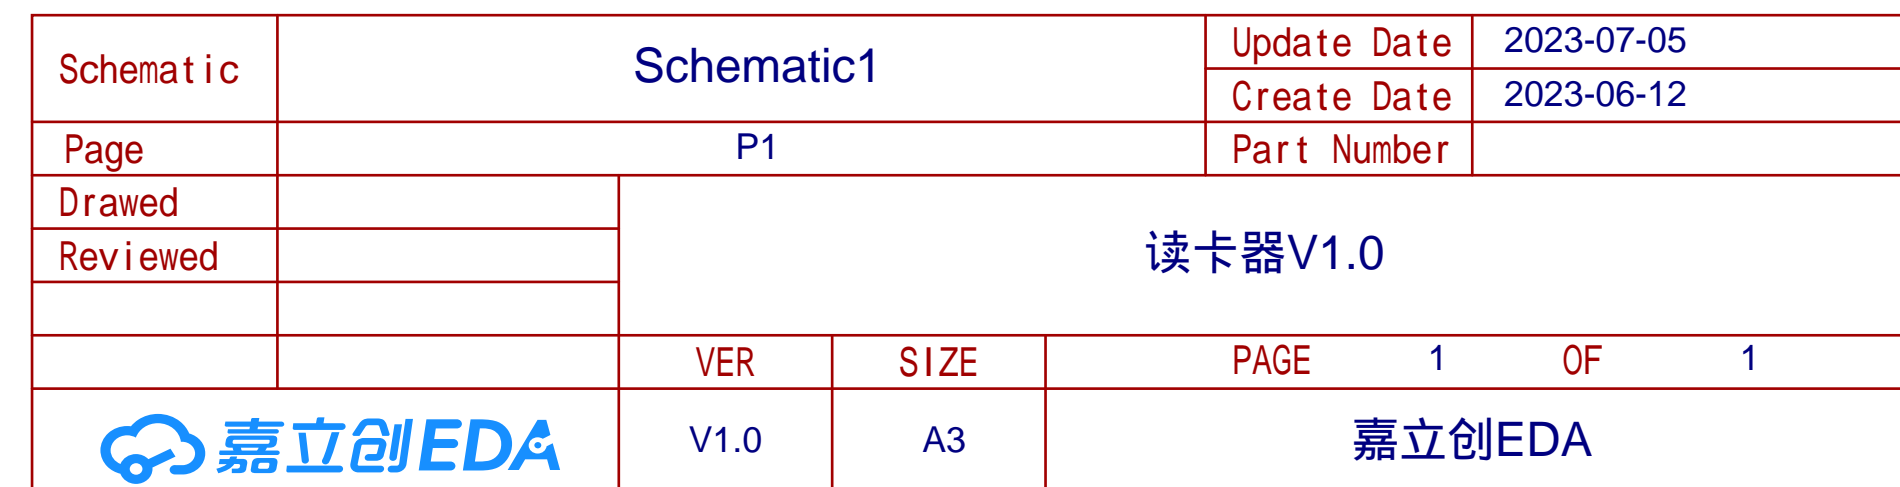 Schematic
Schematic1
Update Date
2023-07-05
Create Date
2023-06-12
Page
P1
Part Number
Drawed
Reviewed
读卡器V1.0
VER
SIZE
PAGE 1 OF 1
嘉立创EDA
V1.0
A3
嘉立创EDA